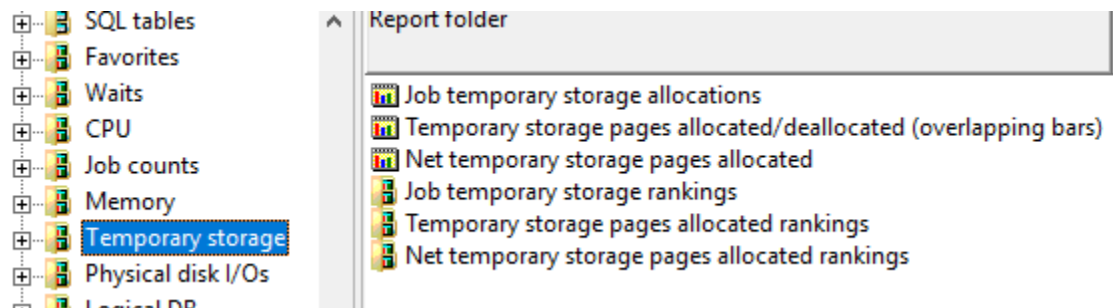 SQL tables
Favorites
Waits
CPU
Job counts
Memory
Temporary storage
Physical disk I/Os
Logical DB
Report folder
Job temporary storage allocations
Temporary storage pages allocated/deallocated (overlapping bars)
Net temporary storage pages allocated
Job temporary storage rankings
Temporary storage pages allocated rankings
Net temporary storage pages allocated rankings